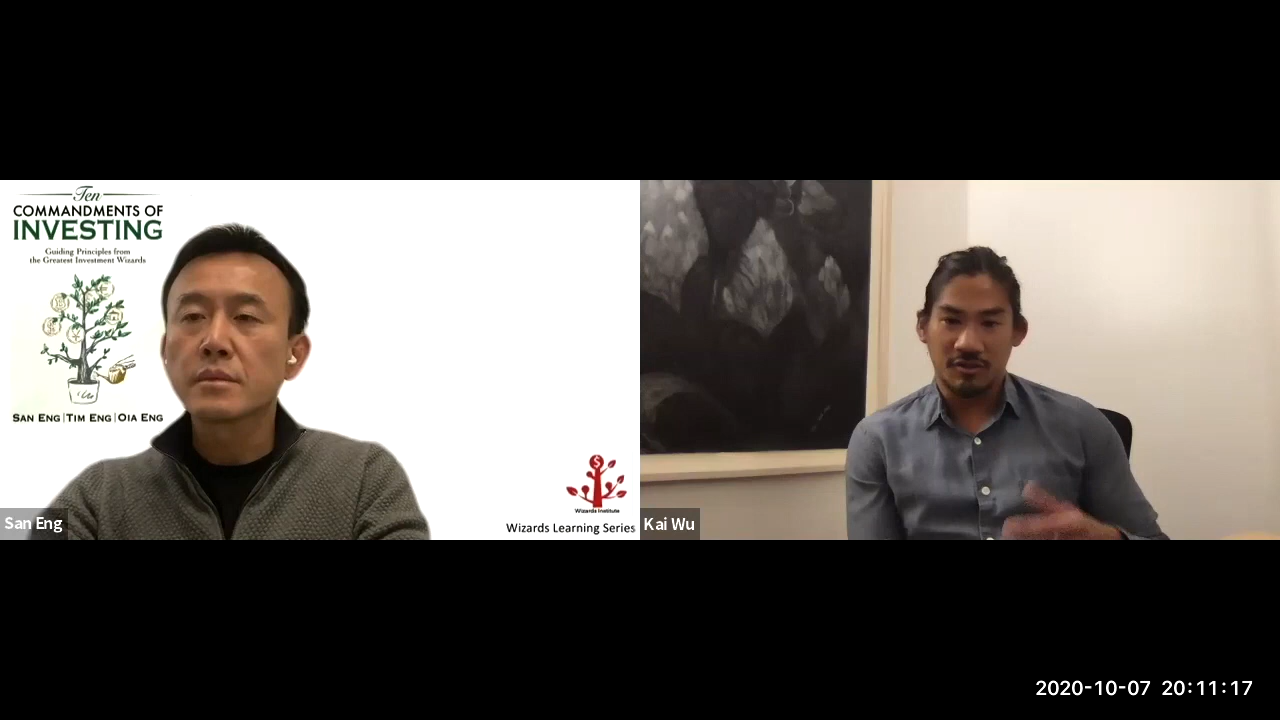 Ten
COMMANDMENTS OF
INVESTING
Guiding Principles from
the Greatest Investment Wizards
SAN ENG | TIM ENG | OIA ENG
San Eng
$
Wizards Institute
Wizards Learning Series
Kai Wu
2020-10-07 20:11:17